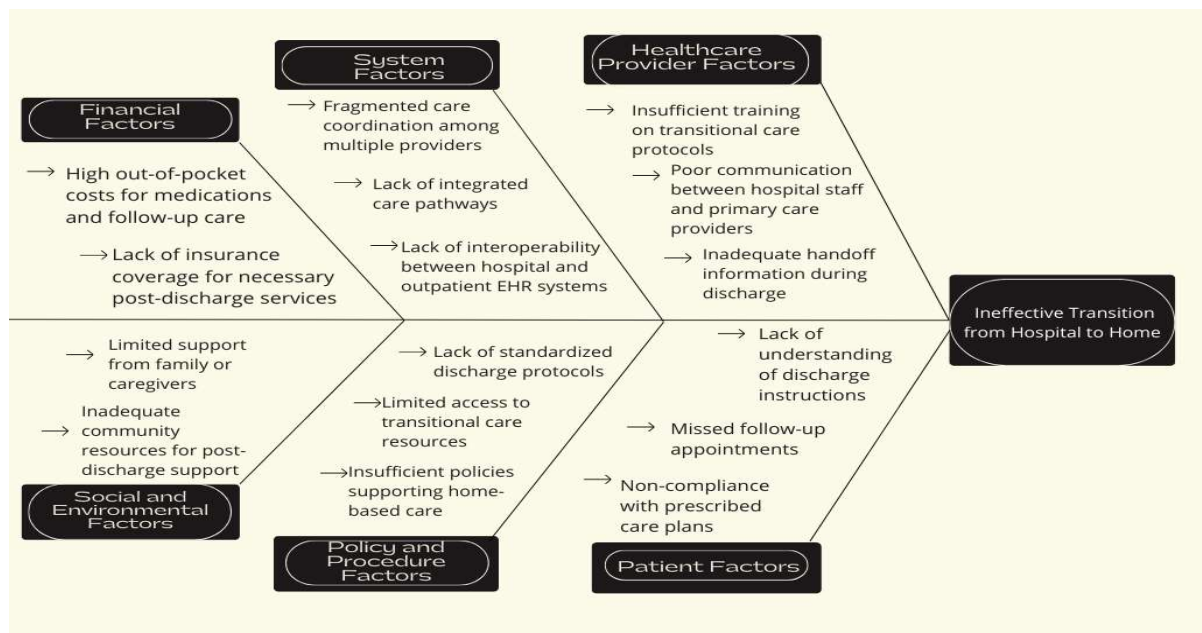 Financial
Factors
High out-of-pocket
costs for medications
and follow-up care
Lack of insurance
coverage for necessary
post-discharge services
System
Factors
Fragmented care
coordination among
multiple providers
Lack of integrated
care pathways
Lack of interoperability
between hospital and
outpatient EHR systems
Healthcare
Provider Factors
Insufficient training
on transitional care
protocols
Poor communication
between hospital staff
and primary care
providers
Inadequate handoff
information during
discharge
Ineffective Transition
from Hospital to Home
Limited support
from family or
caregivers
Inadequate
community
resources for post-
discharge support
Social and
Environmental
Factors
Lack of standardized
discharge protocols
Limited access to
transitional care
resources
Insufficient policies
supporting home-
based care
Policy and
Procedure
Factors
Lack of
understanding
of discharge
instructions
Missed follow-up
appointments
Non-compliance
with prescribed
care plans
Patient Factors